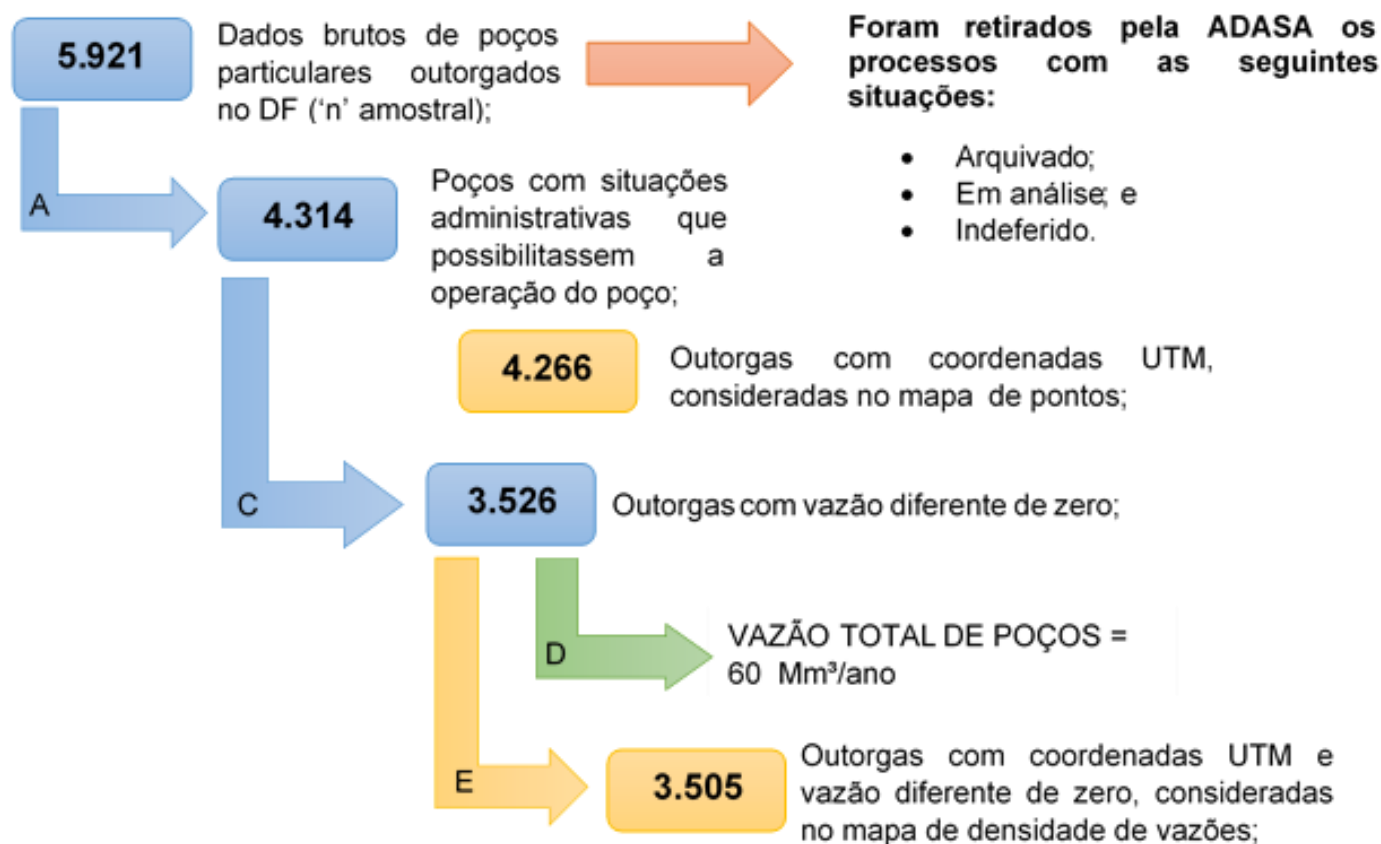 5.921
Dados brutos de poços
particulares outorgados
no DF (‘n’ amostral);
Foram retirados pela ADASA os
processos com as seguintes
situações:
• Arquivado;
• Em análise; e
• Indeferido.
A
4.314
Poços com situações
administrativas que
possibilitassem a
operação do poço;
4.266
Outorgas com coordenadas UTM,
consideradas no mapa de pontos;
C
3.526
Outorgas com vazão diferente de zero;
D
VAZÃO TOTAL DE POÇOS =
60 Mm³/ano
E
3.505
Outorgas com coordenadas UTM e
vazão diferente de zero, consideradas
no mapa de densidade de vazões;